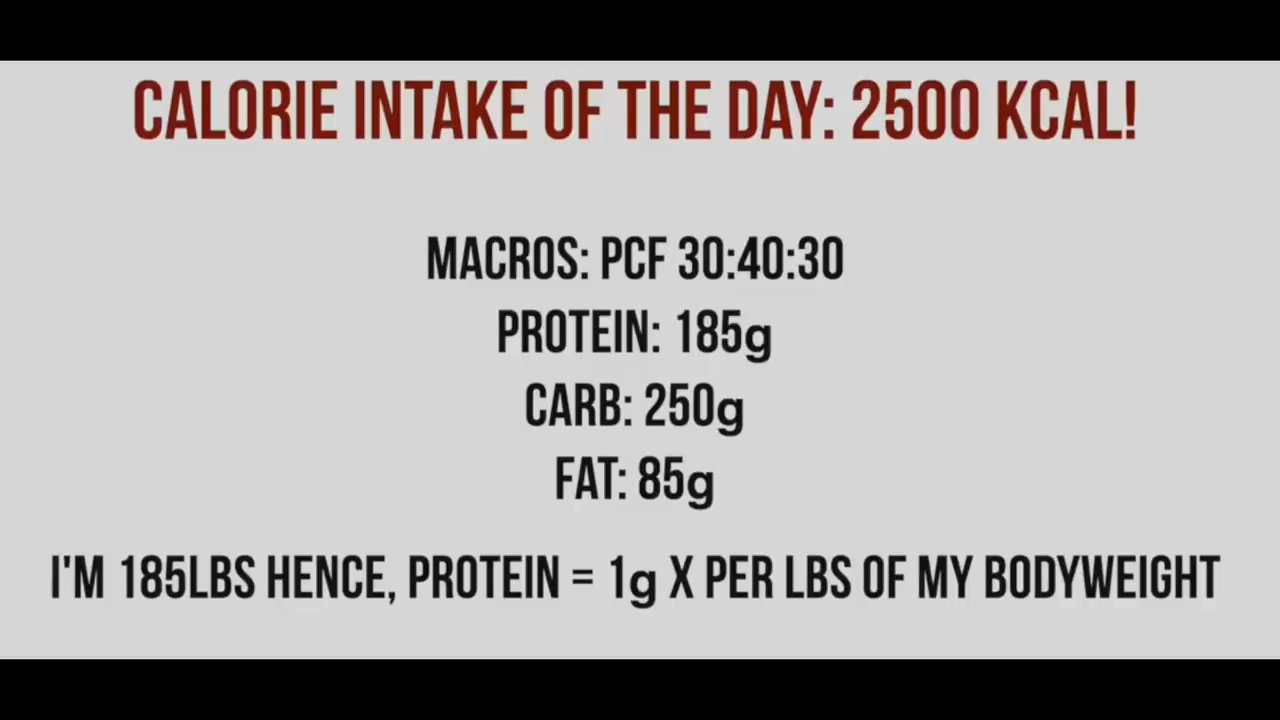 CALORIE INTAKE OF THE DAY: 2500 KCAL!
MACROS: PCF 30:40:30
PROTEIN: 185g
CARB: 250g
FAT: 85g
I'M 185LBS HENCE, PROTEIN = 1g X PER LBS OF MY BODYWEIGHT